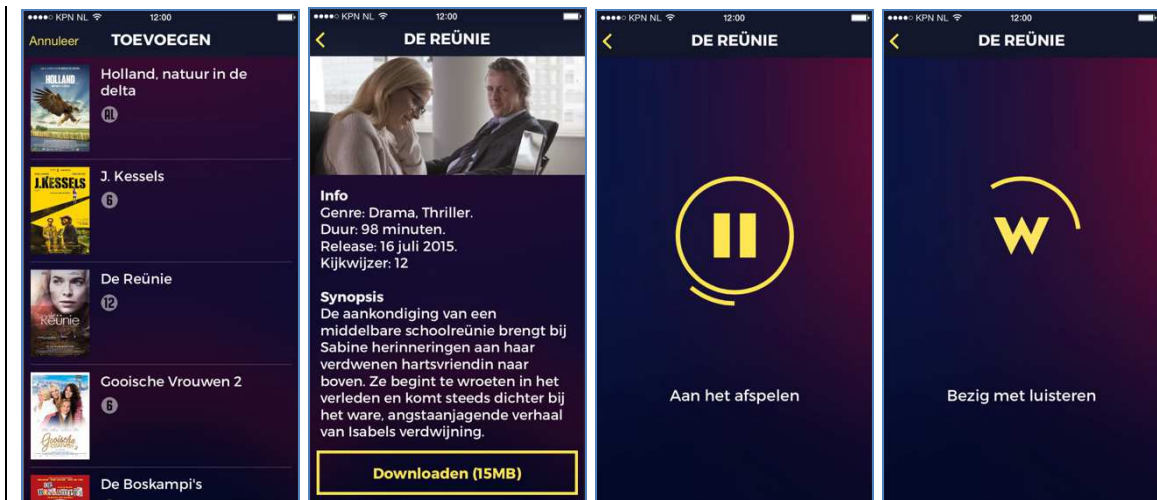 KPN NL 12:00
Annuleer TOEVOEGEN
HOLLAND
Holland, natuur in de
delta
AL
J.KESSELS
J. Kessels
6
De Reünie
12
Reünie
Gooische Vrouwen 2
6
Gooische
De Boskampi's
KPN NL 12:00
DE REÜNIE
Info
Genre: Drama, Thriller.
Duur: 98 minuten.
Release: 16 juli 2015.
Kijkwijzer: 12
Synopsis
De aankondiging van een
middelbare schoolreünie brengt bij
Sabine herinneringen aan haar
verdwenen hartsvriendin naar
boven. Ze begint te wroeten in het
verleden en komt steeds dichter bij
het ware, angstaanjagende verhaal
van Isabels verdwijning.
Downloaden (15MB)
KPN NL 12:00
DE REÜNIE
Aan het afspelen
KPN NL 12:00
DE REÜNIE
W
Bezig met luisteren